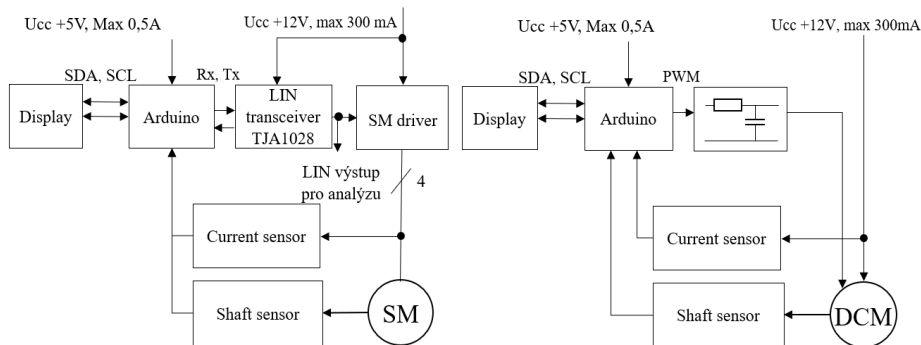 Ucc +5V, Max 0,5A
Ucc +12V, max 300 mA
SDA, SCL
Rx, Tx
Display
Arduino
LIN
transceiver
TJA1028
SM driver
LIN výstup
pro analýzu
4
Current sensor
Shaft sensor
SM
Ucc +5V, Max 0,5A
Ucc +12V, max 300mA
SDA, SCL
PWM
Display
Arduino
Current sensor
Shaft sensor
DCM